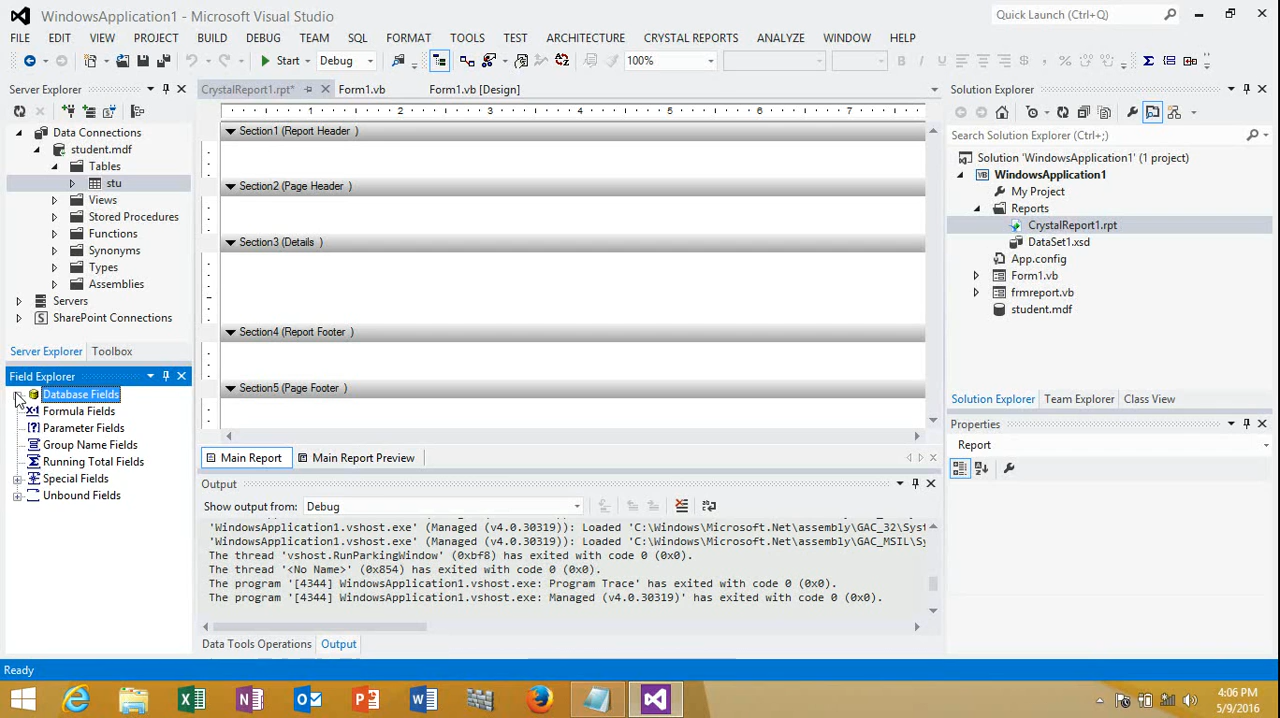 WindowsApplication1 - Microsoft Visual Studio
Quick Launch (Ctrl+Q)
FILE EDIT VIEW PROJECT BUILD DEBUG TEAM SQL FORMAT TOOLS TEST ARCHITECTURE CRYSTAL REPORTS ANALYZE WINDOW HELP
Start Debug 100%
Server Explorer
Data Connections
student.mdf
Tables
stu
Views
Stored Procedures
Functions
Synonyms
Types
Assemblies
Servers
SharePoint Connections
Server Explorer Toolbox
Field Explorer
Database Fields
Formula Fields
Parameter Fields
Group Name Fields
Running Total Fields
Special Fields
Unbound Fields
CrystalReport1.rpt* Form1.vb Form1.vb [Design]
1 2 3 4 5 6 7
Section1 (Report Header )
Section2 (Page Header )
Section3 (Details )
Section4 (Report Footer )
Section5 (Page Footer )
Main Report Main Report Preview
Output
Show output from: Debug
'WindowsApplication1.vshost.exe' (Managed (v4.0.30319)): Loaded 'C:\Windows\Microsoft.Net\assembly\GAC_32\Syst
'WindowsApplication1.vshost.exe' (Managed (v4.0.30319)): Loaded 'C:\Windows\Microsoft.Net\assembly\GAC_MSIL\Sy
The thread 'vshost.RunParkingWindow' (0xbf8) has exited with code 0 (0x0).
The thread '<No Name>' (0x854) has exited with code 0 (0x0).
The program '[4344] WindowsApplication1.vshost.exe: Program Trace' has exited with code 0 (0x0).
The program '[4344] WindowsApplication1.vshost.exe: Managed (v4.0.30319)' has exited with code 0 (0x0).
Data Tools Operations Output
Solution Explorer
Search Solution Explorer (Ctrl+;)
Solution 'WindowsApplication1' (1 project)
WindowsApplication1
My Project
Reports
CrystalReport1.rpt
DataSet1.xsd
App.config
Form1.vb
frmreport.vb
student.mdf
Solution Explorer Team Explorer Class View
Properties
Report
Ready
4:06 PM
5/9/2016